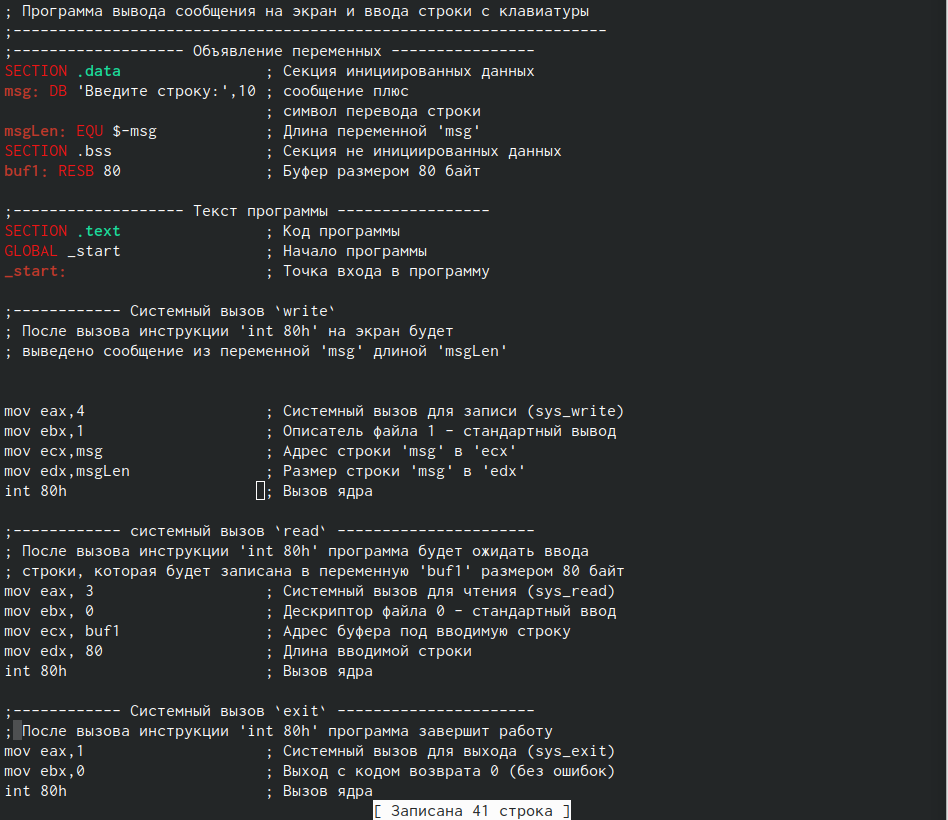 ; Программа вывода сообщения на экран и ввода строки с клавиатуры
;------------------------------------------------------------------
;------------------- Объявление переменных ----------------
SECTION .data ; Секция инициированных данных
msg: DB 'Введите строку:',10 ; сообщение плюс
; символ перевода строки
msgLen: EQU $-msg ; Длина переменной 'msg'
SECTION .bss ; Секция не инициированных данных
buf1: RESB 80 ; Буфер размером 80 байт
;------------------- Текст программы -----------------
SECTION .text ; Код программы
GLOBAL _start ; Начало программы
_start: ; Точка входа в программу
;------------ Системный вызов `write`
; После вызова инструкции 'int 80h' на экран будет
; выведено сообщение из переменной 'msg' длиной 'msgLen'
mov eax,4 ; Системный вызов для записи (sys_write)
mov ebx,1 ; Описатель файла 1 - стандартный вывод
mov ecx,msg ; Адрес строки 'msg' в 'ecx'
mov edx,msgLen ; Размер строки 'msg' в 'edx'
int 80h ; Вызов ядра
;------------ системный вызов `read` ----------------------
; После вызова инструкции 'int 80h' программа будет ожидать ввода
; строки, которая будет записана в переменную 'buf1' размером 80 байт
mov eax, 3 ; Системный вызов для чтения (sys_read)
mov ebx, 0 ; Дескриптор файла 0 - стандартный ввод
mov ecx, buf1 ; Адрес буфера под вводимую строку
mov edx, 80 ; Длина вводимой строки
int 80h ; Вызов ядра
;------------ Системный вызов `exit` ----------------------
; После вызова инструкции 'int 80h' программа завершит работу
mov eax,1 ; Системный вызов для выхода (sys_exit)
mov ebx,0 ; Выход с кодом возврата 0 (без ошибок)
int 80h ; Вызов ядра
[ Записана 41 строка ]